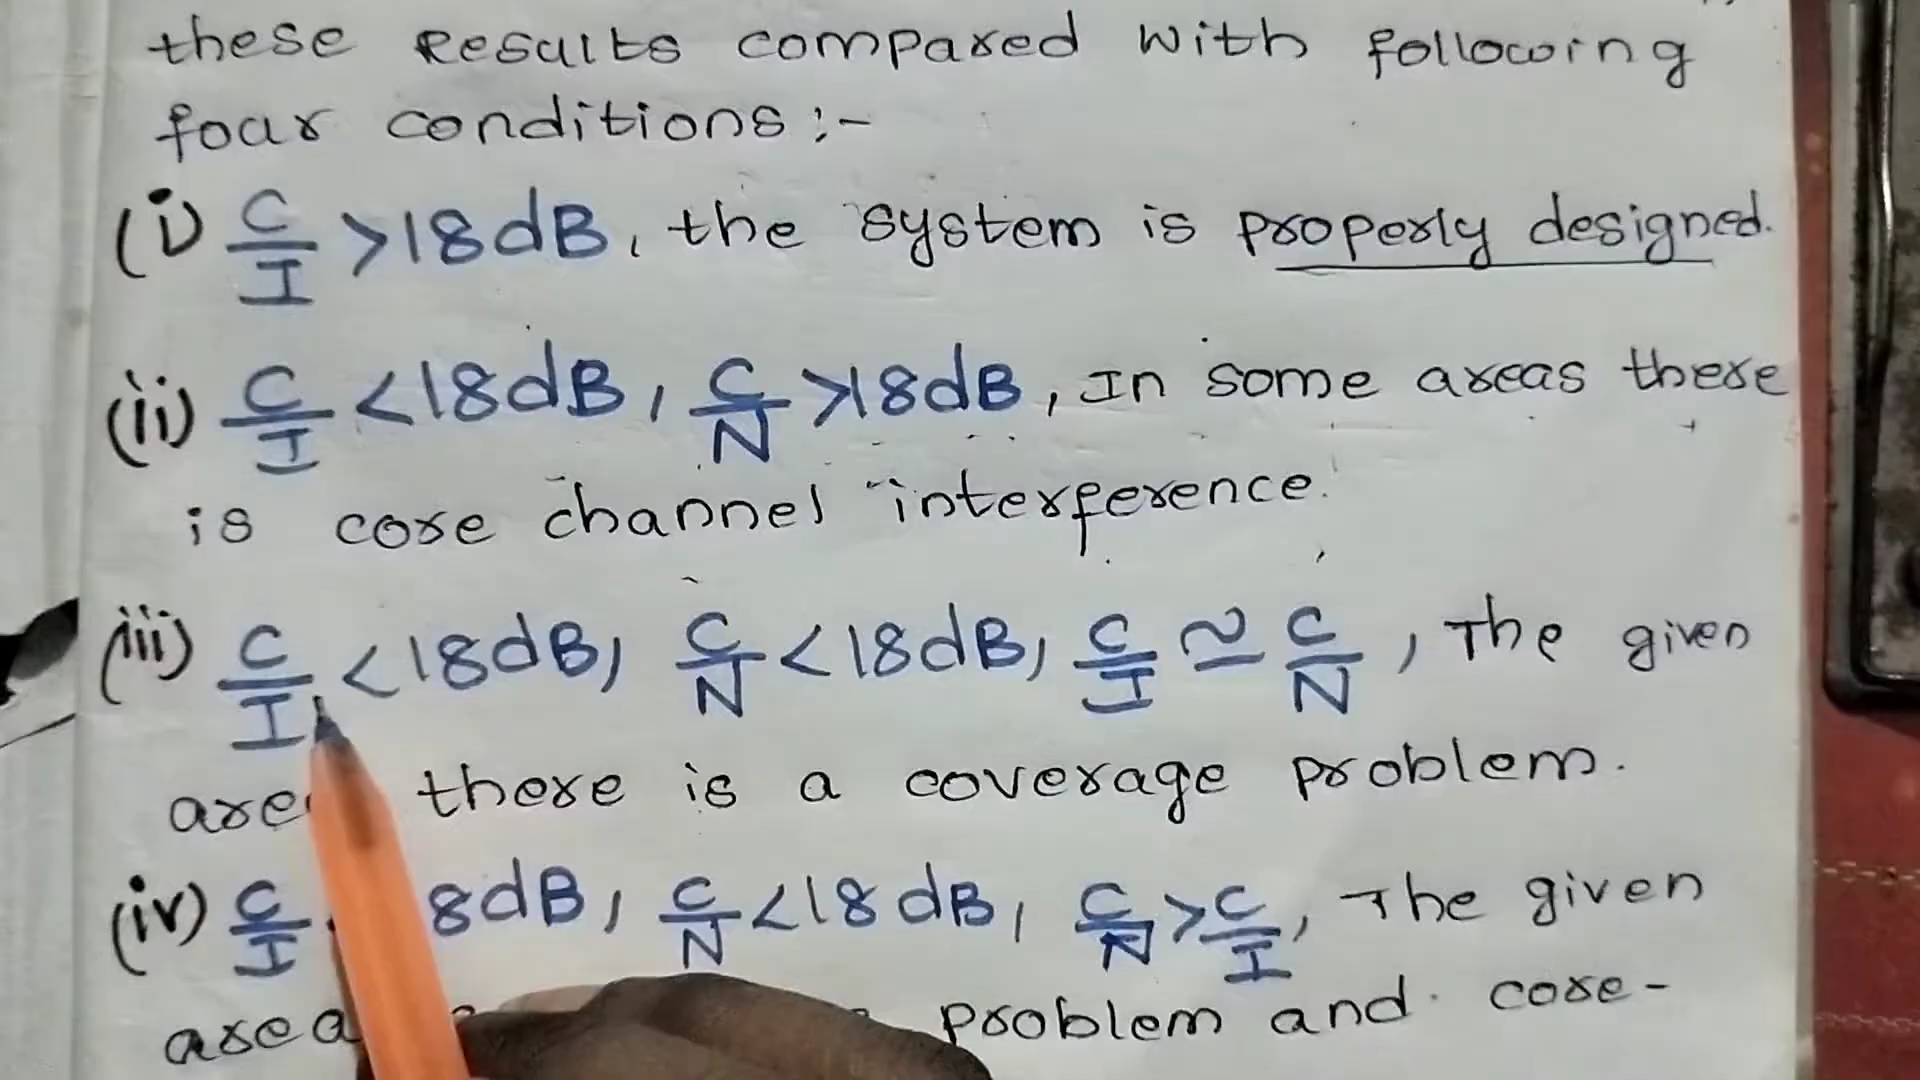 these Results compared with following
four conditions :-
(i) C/I >18dB, the system is properly designed.
(ii) C/I <18dB, C/N >18dB, In some areas there
is core channel interference.
(iii) C/I <18dB, C/N <18dB, C/I ≃ C/N, The given
area there is a coverage problem.
(iv) C/I 8dB, C/N <18dB, C/N > C/I, The given
area problem and core-